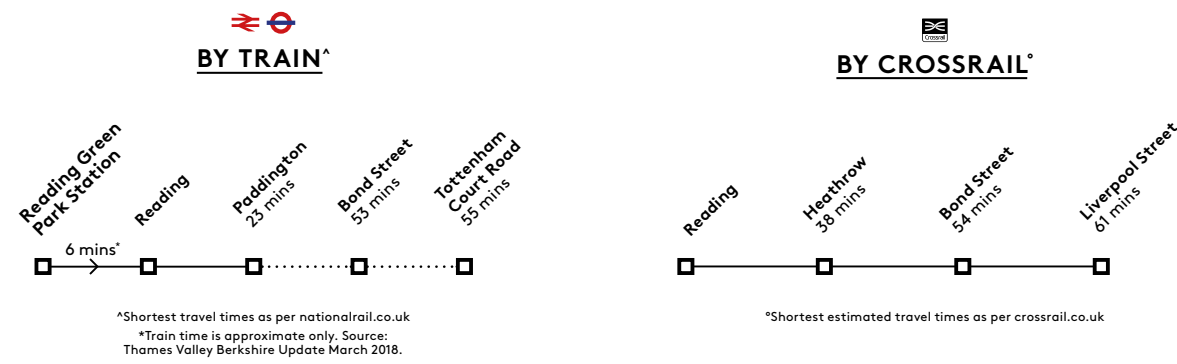 BY TRAIN^
Reading Green
Park Station
6 mins*
Reading
Paddington
23 mins
Bond Street
53 mins
Tottenham
Court Road
55 mins
^Shortest travel times as per nationalrail.co.uk
*Train time is approximate only. Source:
Thames Valley Berkshire Update March 2018.
Crossrail
BY CROSSRAIL°
Reading
Heathrow
38 mins
Bond Street
54 mins
Liverpool Street
61 mins
°Shortest estimated travel times as per crossrail.co.uk